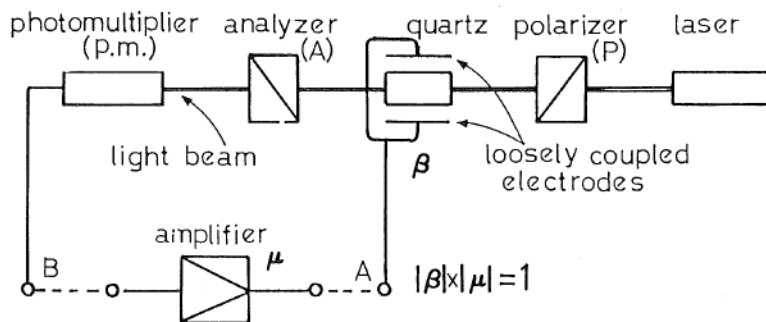 photomultiplier
(p.m.)
analyzer
(A)
quartz
polarizer
(P)
laser
light beam
β
loosely coupled
electrodes
amplifier
μ
B
A
|β|x|μ|=1